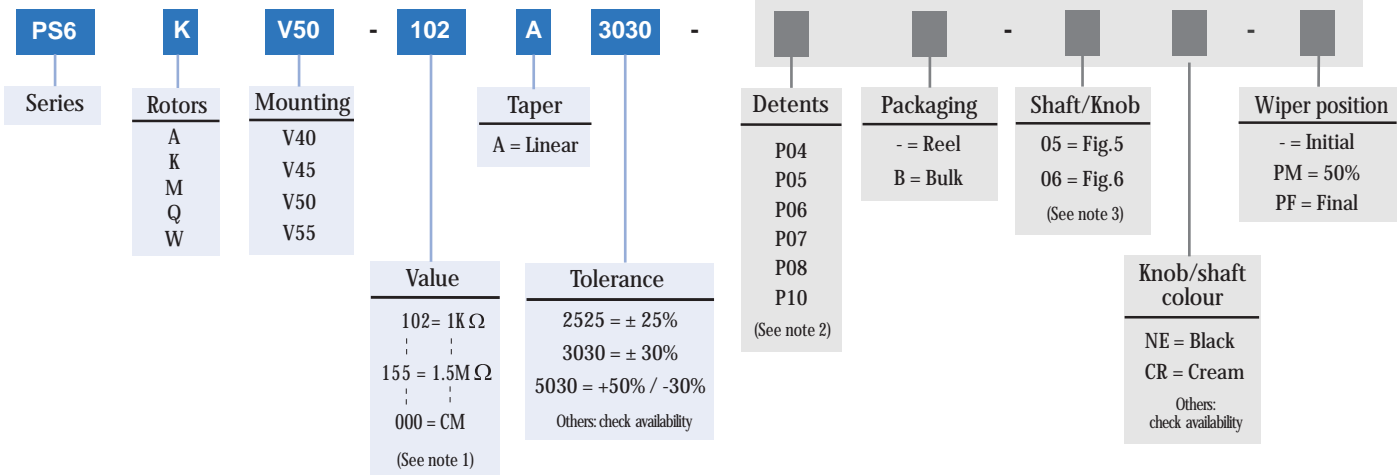 PS6 K V50 - 102 A 3030 - - -
Series
Rotors
A
K
M
Q
W
Mounting
V40
V45
V50
V55
Value
102= 1K Ω
155 = 1.5M Ω
000 = CM
(See note 1)
Taper
A = Linear
Tolerance
2525 = ± 25%
3030 = ± 30%
5030 = +50% / -30%
Others: check availability
Detents
P04
P05
P06
P07
P08
P10
(See note 2)
Packaging
- = Reel
B = Bulk
Shaft/Knob
05 = Fig.5
06 = Fig.6
(See note 3)
Knob/shaft
colour
NE = Black
CR = Cream
Others:
check availability
Wiper position
- = Initial
PM = 50%
PF = Final